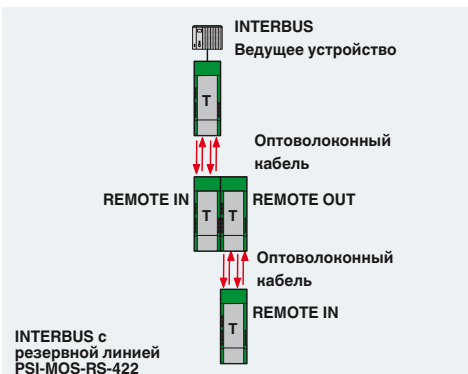 INTERBUS
Ведущее устройство
T
Оптоволоконный
кабель
REMOTE IN
T
T
REMOTE OUT
Оптоволоконный
кабель
REMOTE IN
T
INTERBUS с
резервной линией
PSI-MOS-RS-422